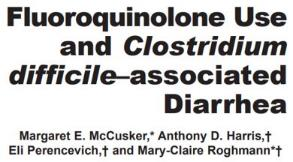 Fluoroquinolone Use
and Clostridium
difficile–associated
Diarrhea
Margaret E. McCusker,* Anthony D. Harris,†
Eli Perencevich,† and Mary-Claire Roghmann*†